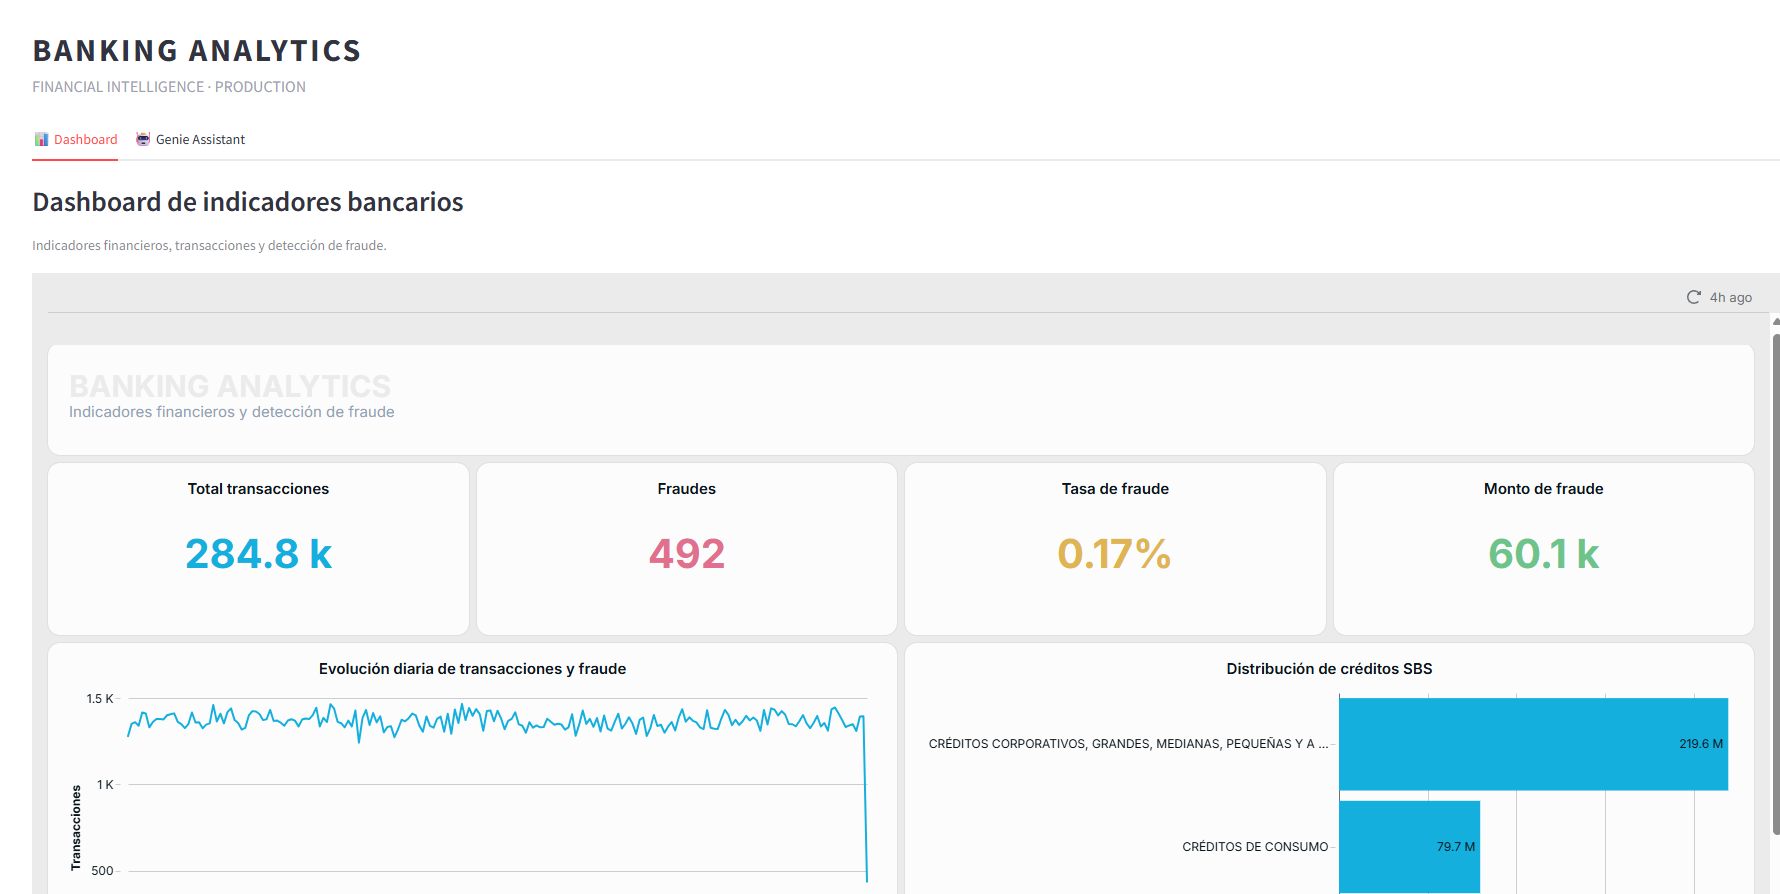 BANKING ANALYTICS
FINANCIAL INTELLIGENCE · PRODUCTION
Dashboard
Genie Assistant
Dashboard de indicadores bancarios
Indicadores financieros, transacciones y detección de fraude.
4h ago
BANKING ANALYTICS
Indicadores financieros y detección de fraude
Total transacciones
284.8 k
Fraudes
492
Tasa de fraude
0.17%
Monto de fraude
60.1 k
Evolución diaria de transacciones y fraude
1.5 K
1 K
500
Transacciones
Distribución de créditos SBS
CRÉDITOS CORPORATIVOS, GRANDES, MEDIANAS, PEQUEÑAS Y A ...
219.6 M
CRÉDITOS DE CONSUMO
79.7 M